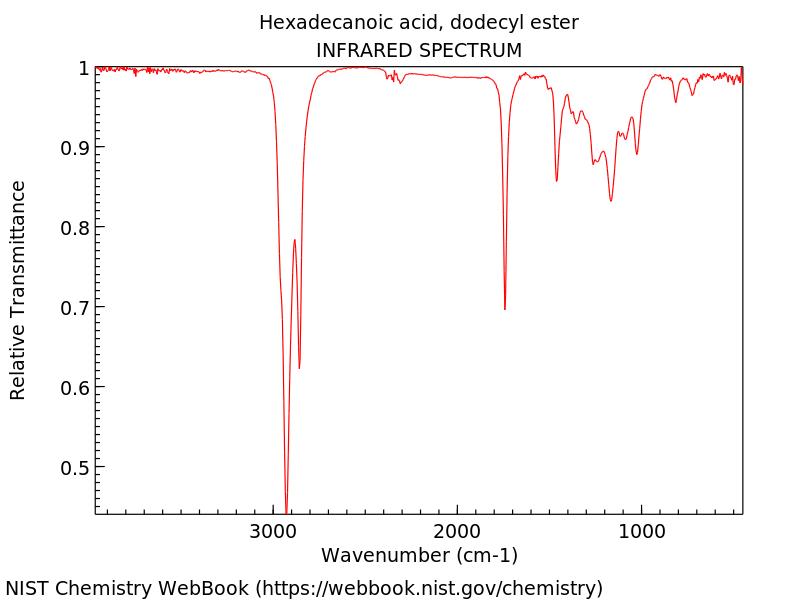 Hexadecanoic acid, dodecyl ester
INFRARED SPECTRUM
1
0.9
0.8
0.7
0.6
0.5
Relative Transmittance
3000 2000 1000
Wavenumber (cm-1)
NIST Chemistry WebBook (https://webbook.nist.gov/chemistry)